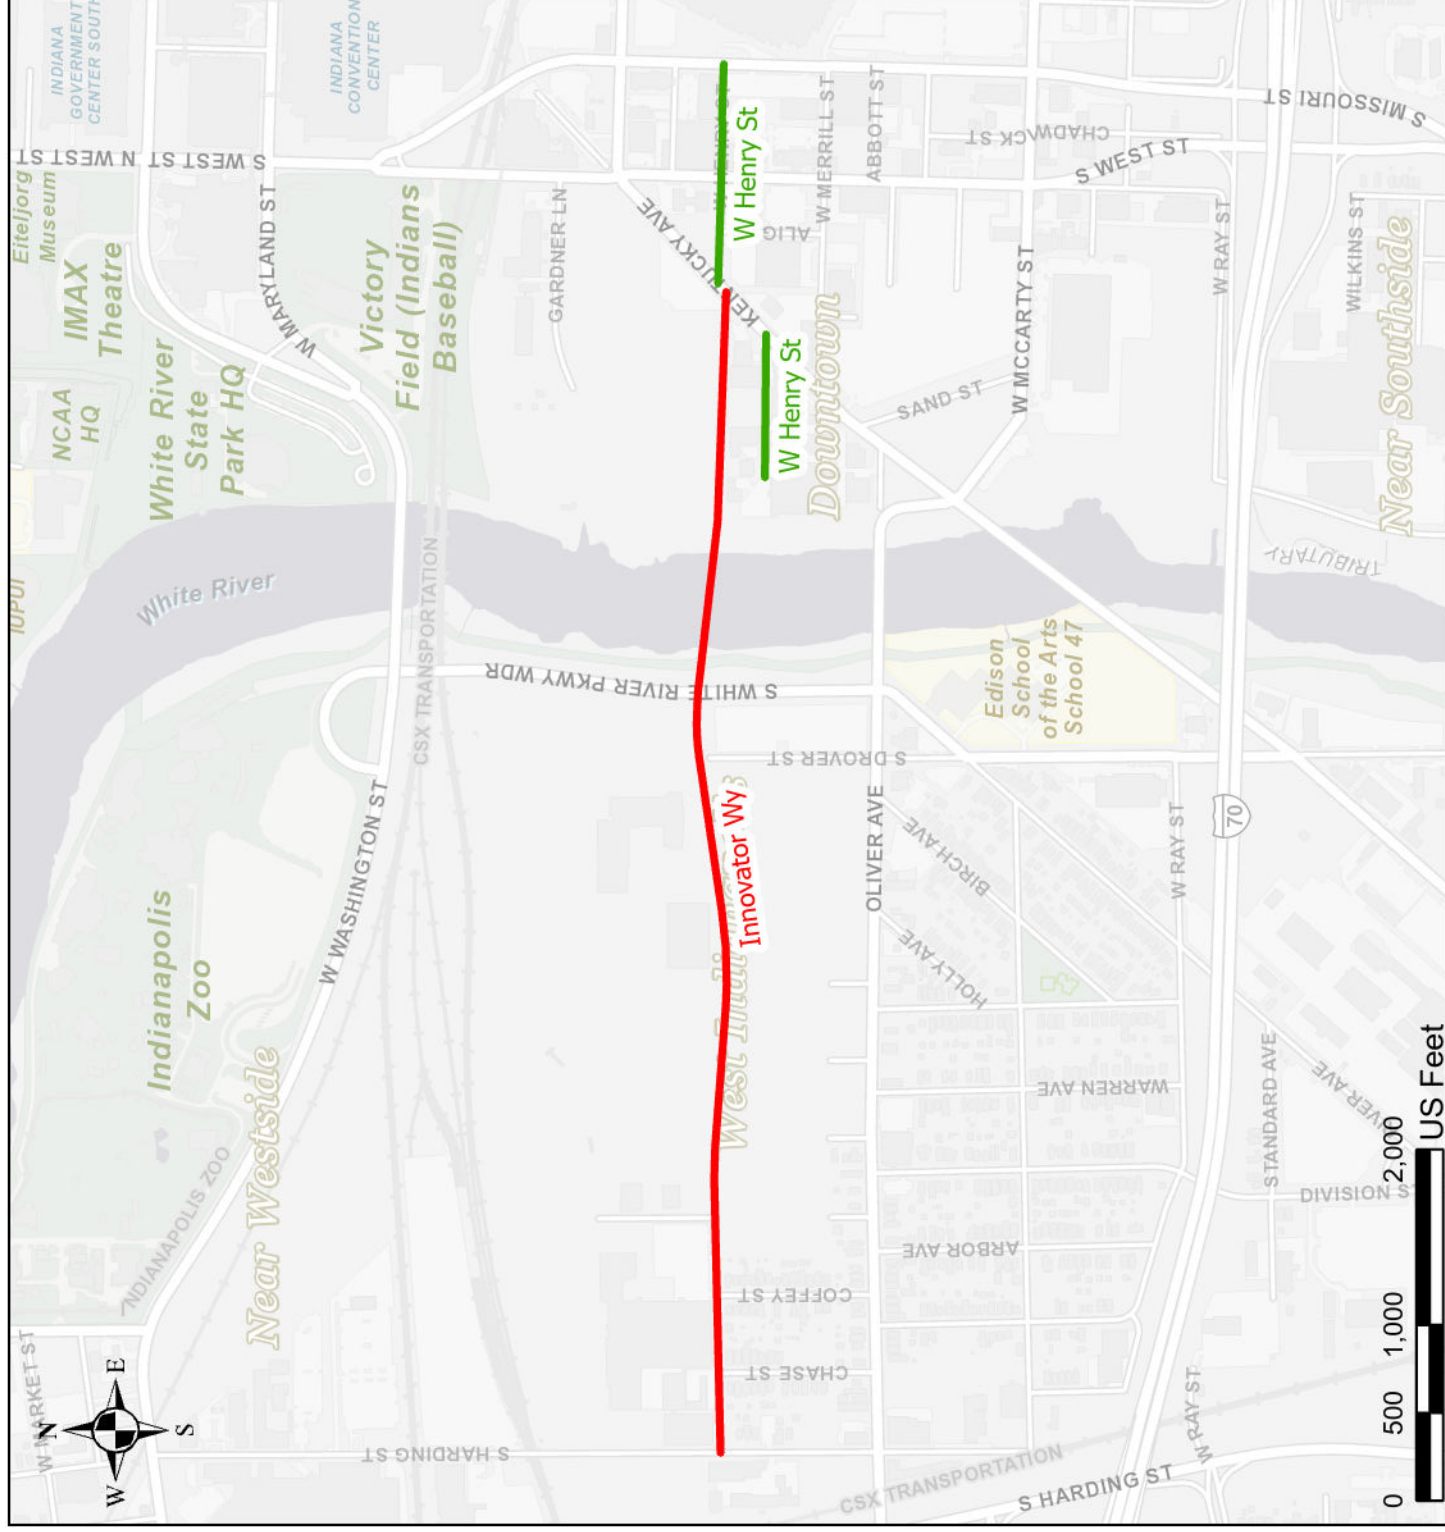 INDIANA
GOVERNMENT
CENTER SOUTH
INDIANA
CONVENTION
CENTER
N WEST ST
S WEST ST
Eiteljorg
Museum
IMAX
Theatre
NCAA
HQ
White River
State
Park HQ
W MARYLAND ST
Victory
Field (Indians
Baseball)
GARDNER LN
KENTUCKY AVE
W HENRY ST
W Henry St
W Henry St
ALIG
W MERRILL ST
ABBOTT ST
CHADWICK ST
S WEST ST
S MISSOURI ST
W RAY ST
WILKINS ST
Near Southside
W MCCARTY ST
SAND ST
Downtown
IUPUI
White River
CSX TRANSPORTATION
S WHITE RIVER PKWY WDR
TRIBUTARY
Edison
School
of the Arts
School 47
S DROVER ST
W WASHINGTON ST
Indianapolis
Zoo
Near Westside
INDIANAPOLIS ZOO
Innovator Wy
OLIVER AVE
BIRCH AVE
HOLLY AVE
W RAY ST
70
WARREN AVE
ARBOR AVE
COFFEY ST
CHASE ST
STANDARD AVE
RIVER AVE
DIVISION S
W MARKET ST
S HARDING ST
CSX TRANSPORTATION
S HARDING ST
W RAY ST
N
W E
S
0 500 1,000 2,000
US Feet